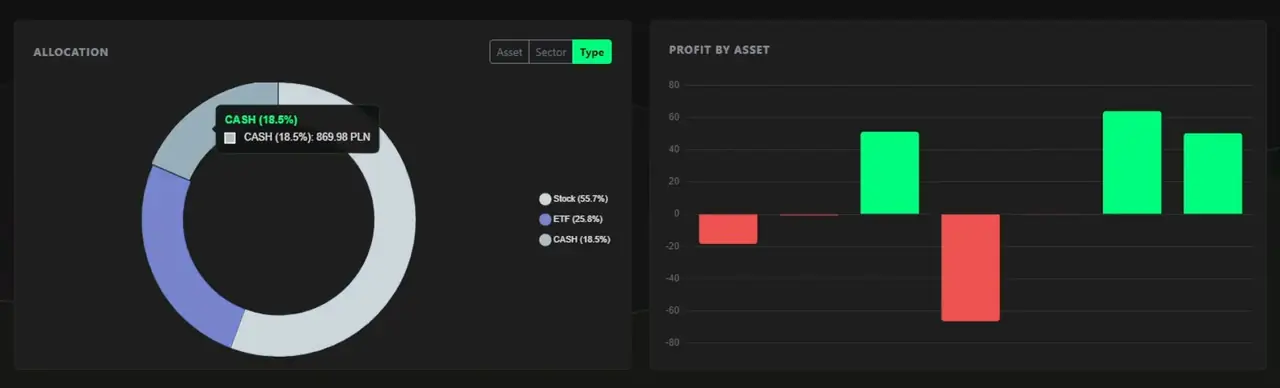 ALLOCATION
Asset Sector Type
CASH (18.5%)
CASH (18.5%): 869.98 PLN
Stock (55.7%)
ETF (25.8%)
CASH (18.5%)
PROFIT BY ASSET
80
60
40
20
0
-20
-40
-60
-80